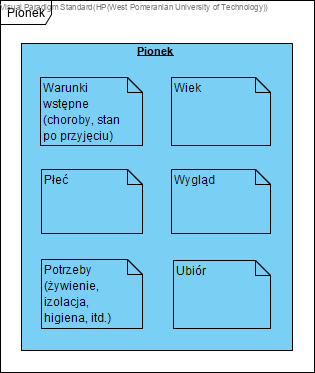 Visual Paradigm Standard(HP(West Pomeranian University of Technology))
Pionek
Pionek
Warunki
wstępne
(choroby, stan
po przyjęciu)
Wiek
Płeć
Wygląd
Potrzeby
(żywienie,
izolacja,
higiena, itd.)
Ubiór